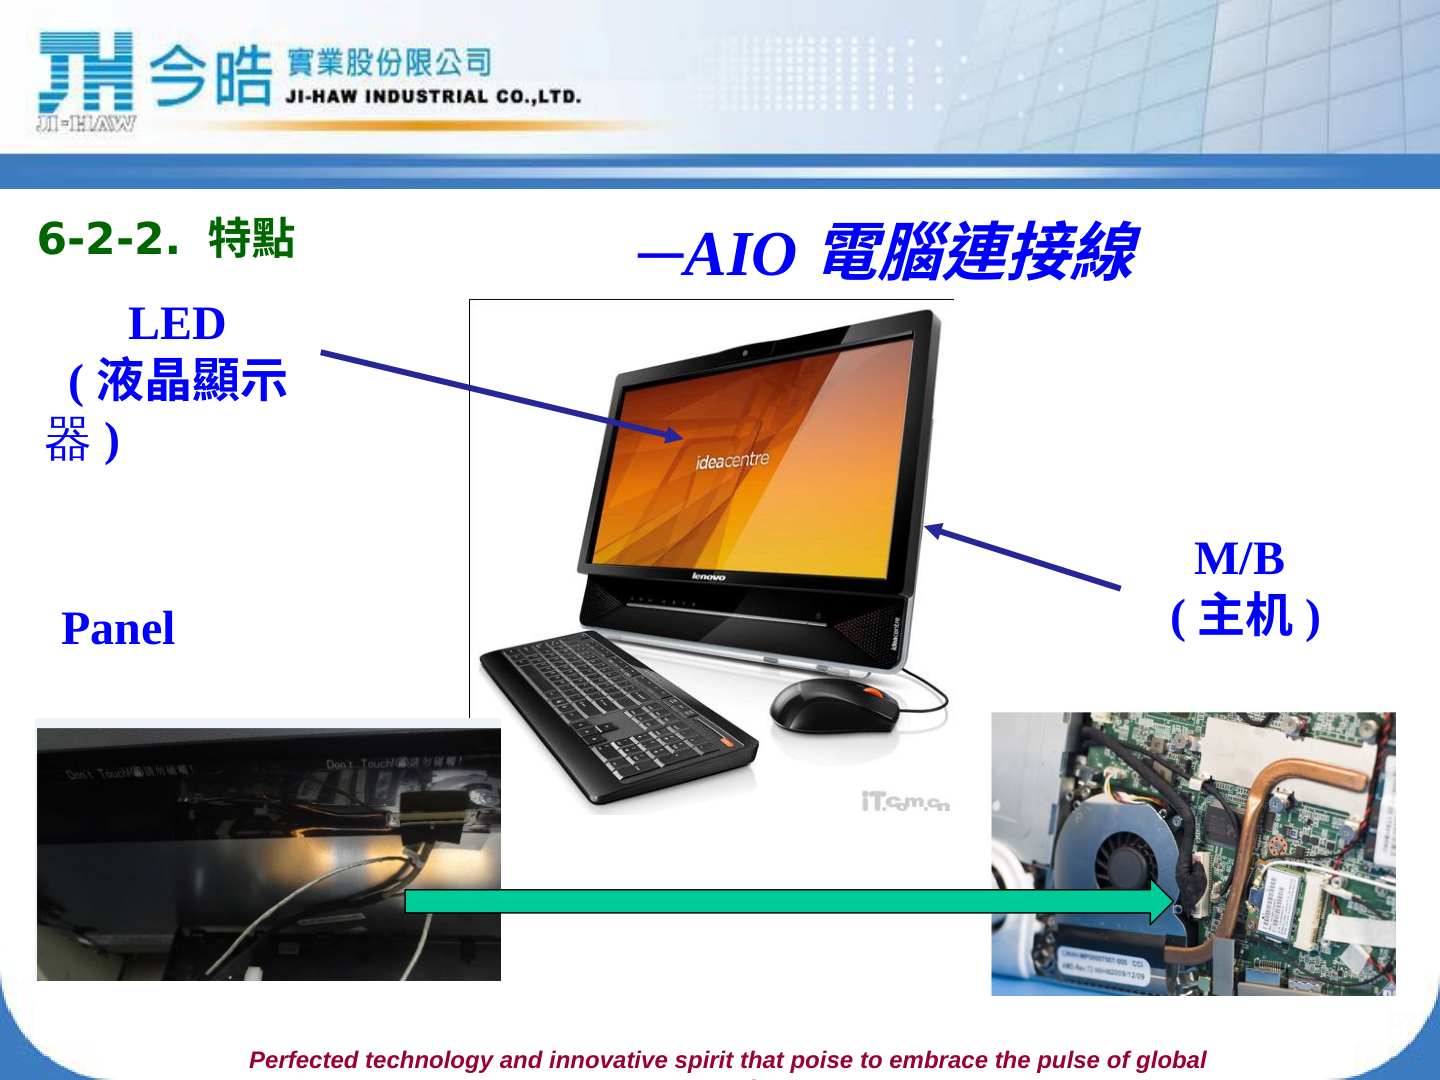 JH 今皓 實業股份限公司
JI-HAW INDUSTRIAL CO.,LTD.
JI-HAW
6-2-2. 特點
─AIO 電腦連接線
LED
( 液晶顯示
器 )
ideacentre
lenovo
ideacentre
M/B
( 主机 )
Panel
Don't Touch! 請勿碰觸!
Don't Touch! 請勿碰觸!
iT.com.cn
Perfected technology and innovative spirit that poise to embrace the pulse of global